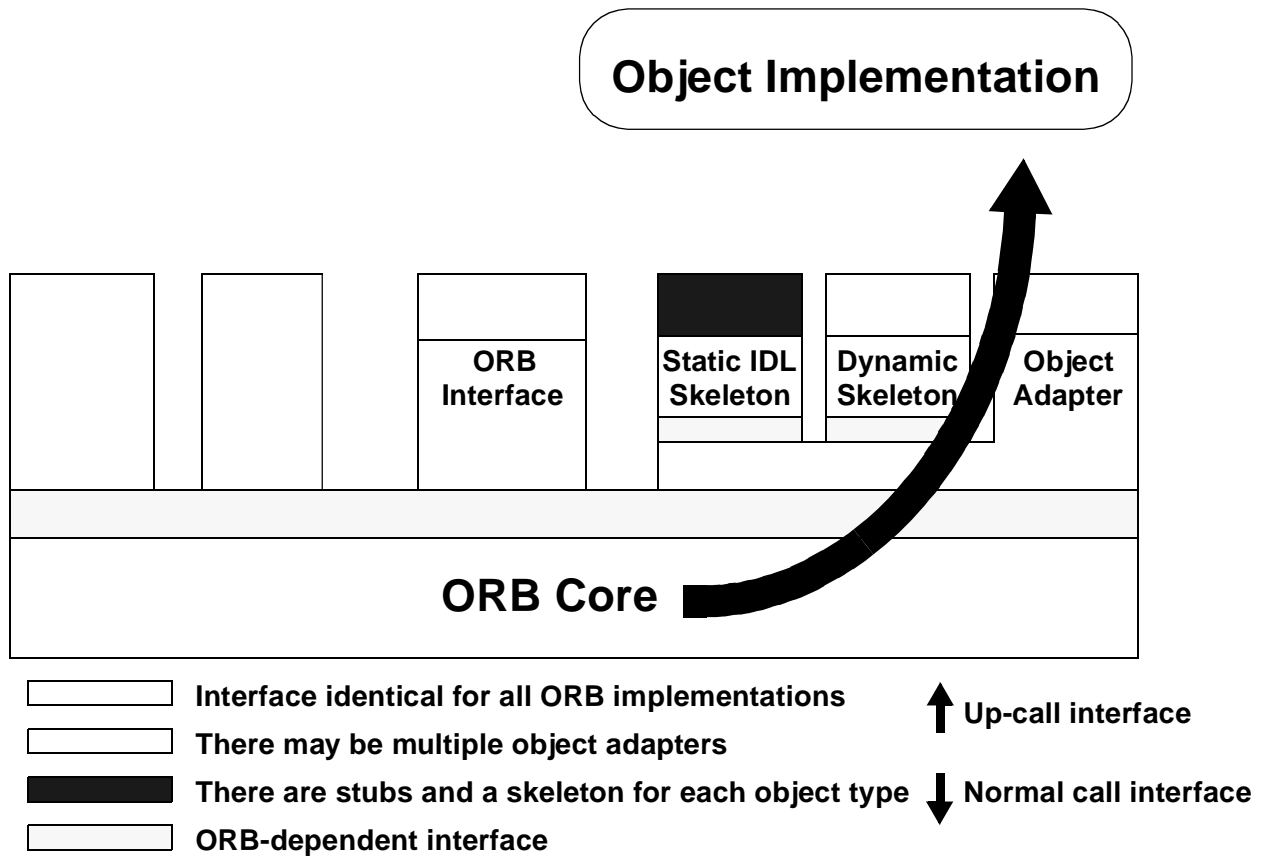 Object Implementation
ORB
Interface
Static IDL
Skeleton
Dynamic
Skeleton
Object
Adapter
ORB Core
Interface identical for all ORB implementations
There may be multiple object adapters
There are stubs and a skeleton for each object type
ORB-dependent interface
Up-call interface
Normal call interface